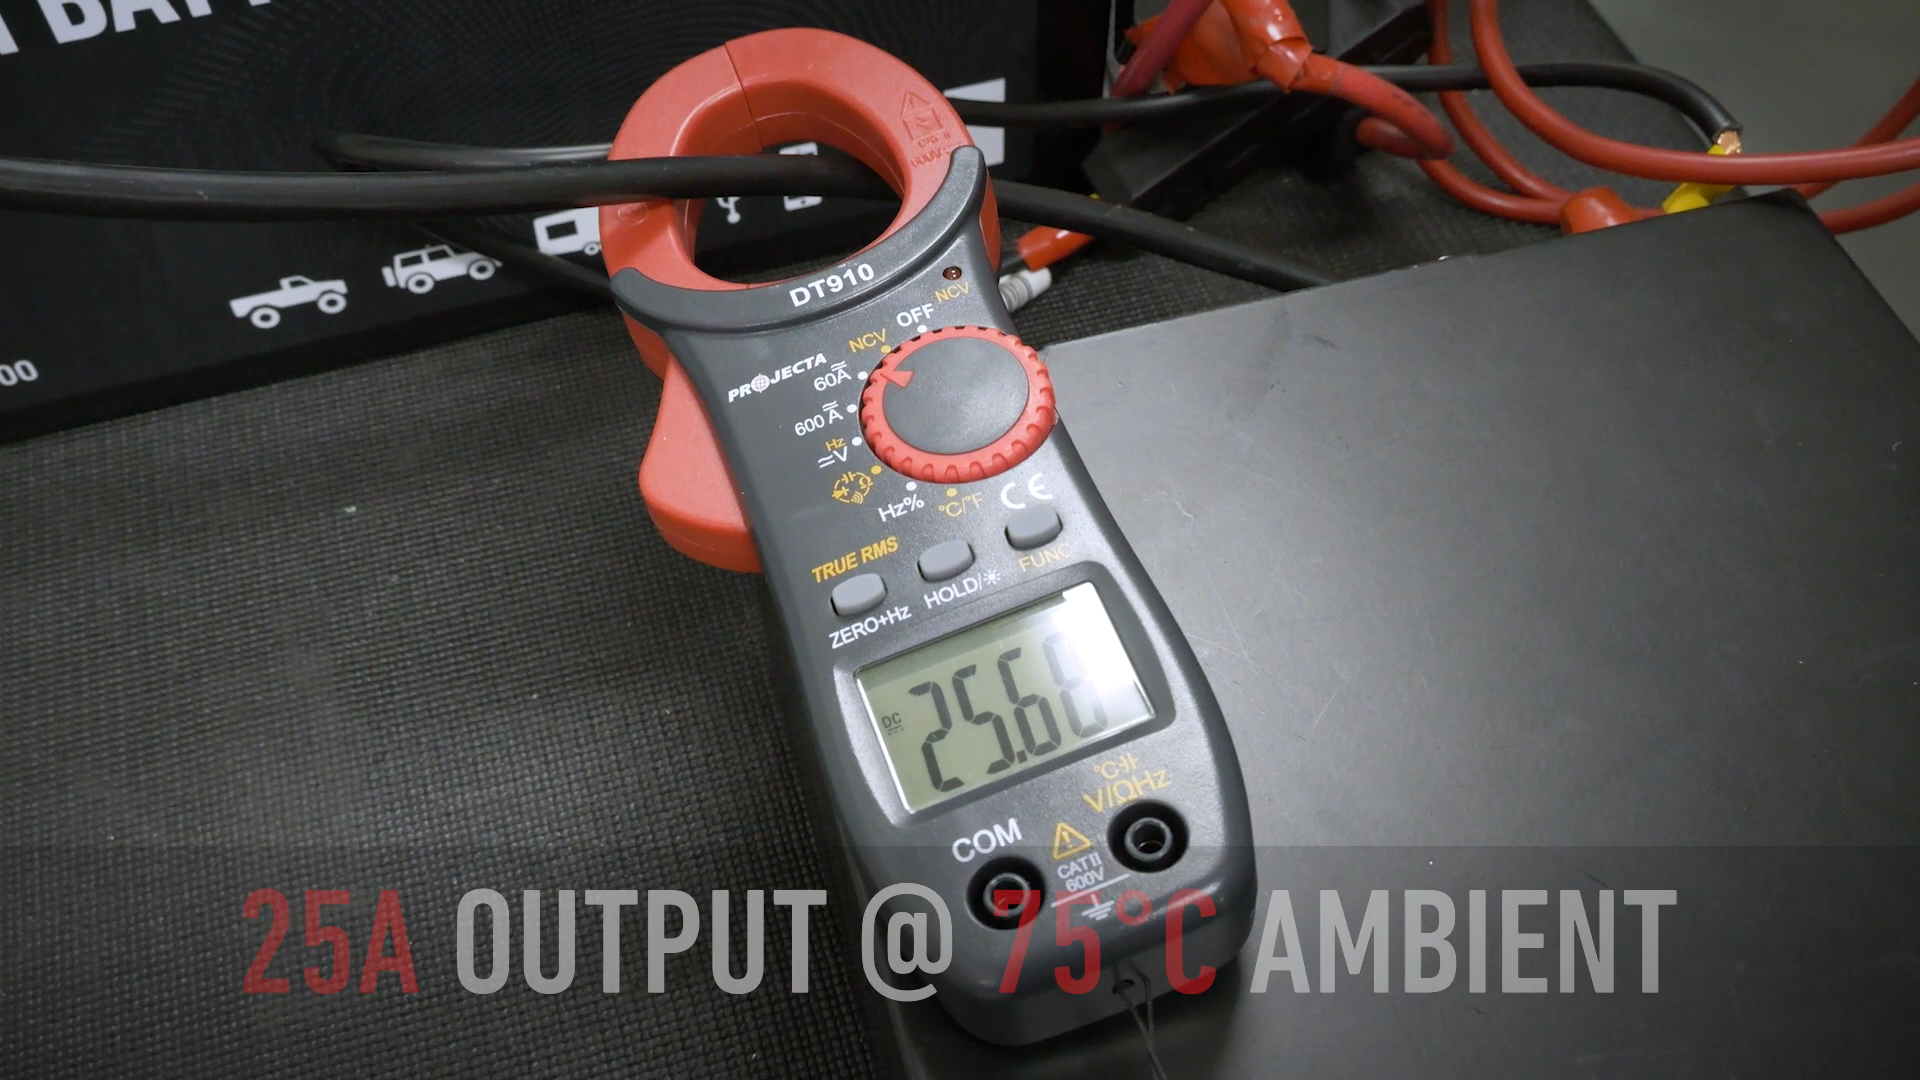 DT910
NCV
OFF
NCV
PROJECTA
60A
600A
Hz
V
Hz%
°C/°F
CE
TRUE RMS
ZERO+Hz
HOLD/
FUNC
DC
25.68
°C
V/ΩHz
COM
CAT II
600V
00
25A OUTPUT @ 75°C AMBIENT